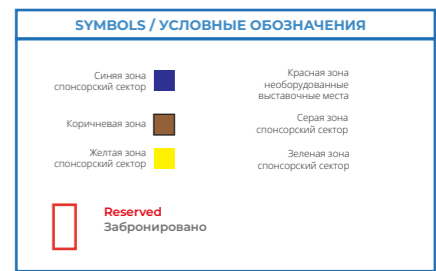 SYMBOLS / УСЛОВНЫЕ ОБОЗНАЧЕНИЯ
Синяя зона
спонсорский сектор
Красная зона
необорудованные
выставочные места
Коричневая зона
Серая зона
спонсорский сектор
Желтая зона
спонсорский сектор
Зеленая зона
спонсорский сектор
Reserved
Забронировано